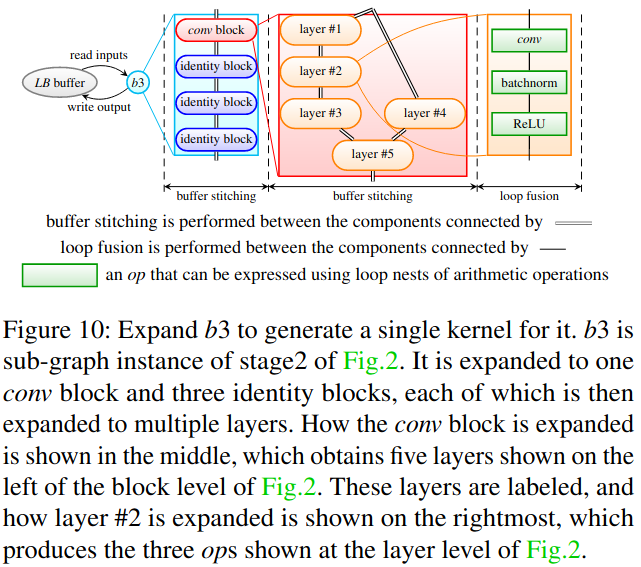 conv block
layer #1
conv
read inputs
identity block
layer #2
LB buffer
b3
batchnorm
write output
identity block
layer #3
layer #4
ReLU
identity block
layer #5
buffer stitching
buffer stitching
loop fusion
buffer stitching is performed between the components connected by
loop fusion is performed between the components connected by
an op that can be expressed using loop nests of arithmetic operations
Figure 10: Expand b3 to generate a single kernel for it. b3 is
sub-graph instance of stage2 of Fig.2. It is expanded to one
conv block and three identity blocks, each of which is then
expanded to multiple layers. How the conv block is expanded
is shown in the middle, which obtains five layers shown on the
left of the block level of Fig.2. These layers are labeled, and
how layer #2 is expanded is shown on the rightmost, which
produces the three ops shown at the layer level of Fig.2.